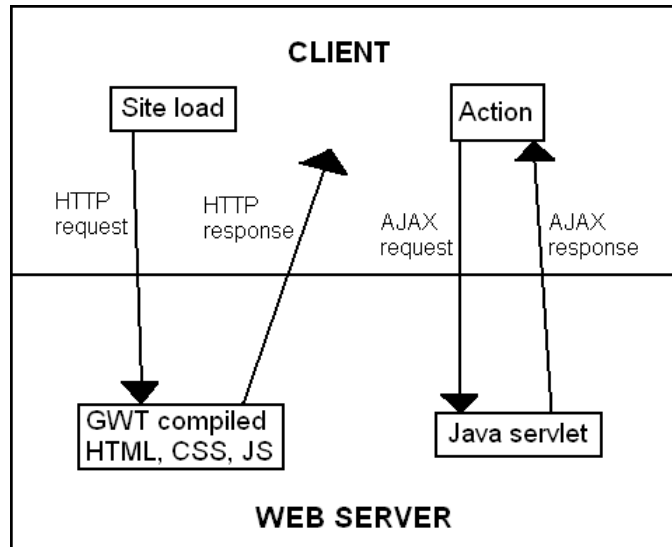 CLIENT
Site load
Action
HTTP
request
HTTP
response
AJAX
request
AJAX
response
GWT compiled
HTML, CSS, JS
Java servlet
WEB SERVER